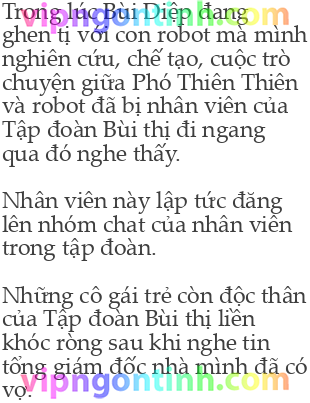 Trong lúc Bùi Diệp đang
ghen tị với con robot mà mình
nghiên cứu, chế tạo, cuộc trò
chuyện giữa Phó Thiên Thiên
và robot đã bị nhân viên của
Tập đoàn Bùi thị đi ngang
qua đó nghe thấy.
Nhân viên này lập tức đăng
lên nhóm chat của nhân viên
trong tập đoàn.
Những cô gái trẻ còn độc thân
của Tập đoàn Bùi thị liền
khóc ròng sau khi nghe tin
tổng giám đốc nhà mình đã có
vợ.
vipngontinh.com
vipngontinh.com